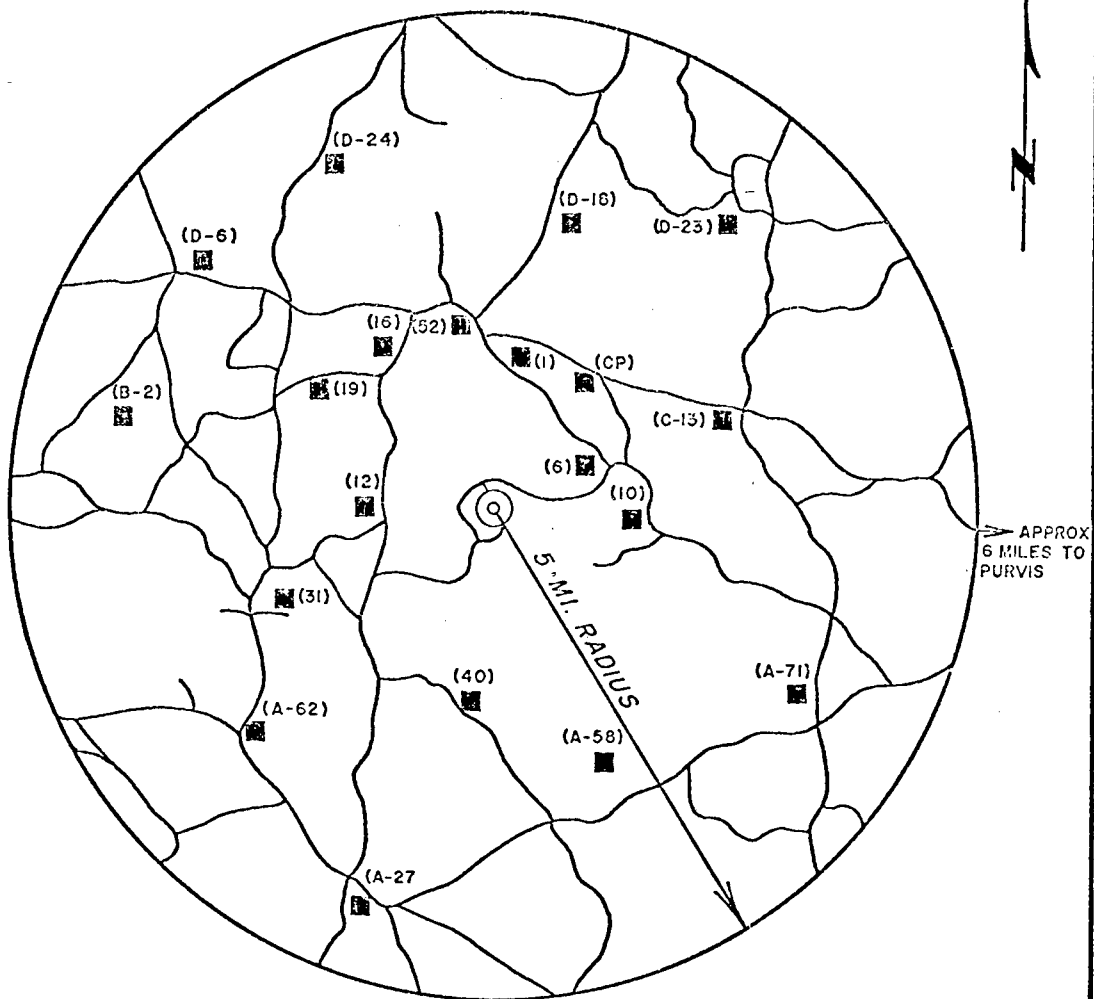 N
(D-24)
(D-18)
(D-23)
(D-6)
(16)
(52)
(1)
(CP)
(19)
(B-2)
(C-13)
(6)
(12)
(10)
APPROX
6 MILES TO
PURVIS
5 MI. RADIUS
(31)
(40)
(A-71)
(A-62)
(A-58)
(A-27